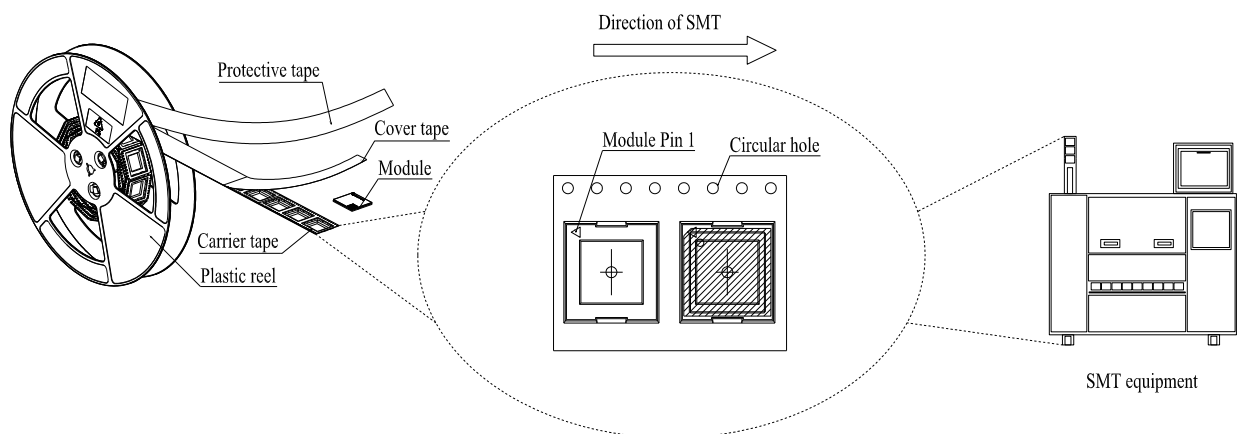 Direction of SMT
Protective tape
Cover tape
Module
Carrier tape
Plastic reel
Module Pin 1
Circular hole
SMT equipment